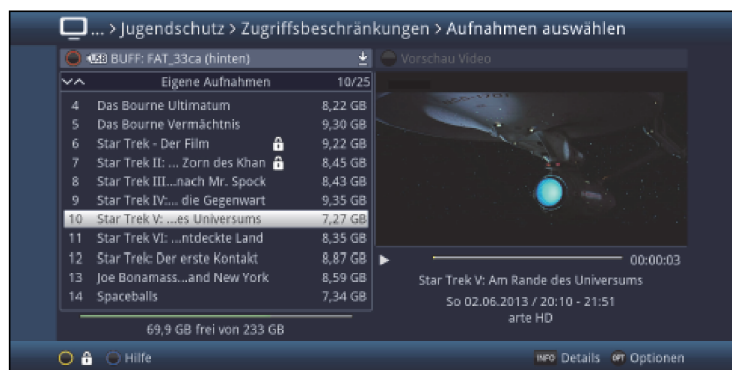 ... > Jugendschutz > Zugriffsbeschränkungen > Aufnahmen auswählen
USB BUFF: FAT_33ca (hinten)
Vorschau Video
Eigene Aufnahmen 10/25
4 Das Bourne Ultimatum 8,22 GB
5 Das Bourne Vermächtnis 9,30 GB
6 Star Trek - Der Film 9,22 GB
7 Star Trek II: ... Zorn des Khan 8,45 GB
8 Star Trek III...nach Mr. Spock 8,43 GB
9 Star Trek IV:... die Gegenwart 9,35 GB
10 Star Trek V: ...es Universums 7,27 GB
11 Star Trek VI: ...ntdeckte Land 8,35 GB
12 Star Trek: Der erste Kontakt 8,87 GB
13 Joe Bonamass...and New York 8,59 GB
14 Spaceballs 7,34 GB
69,9 GB frei von 233 GB
00:00:03
Star Trek V: Am Rande des Universums
So 02.06.2013 / 20:10 - 21:51
arte HD
Hilfe
INFO Details OPT Optionen